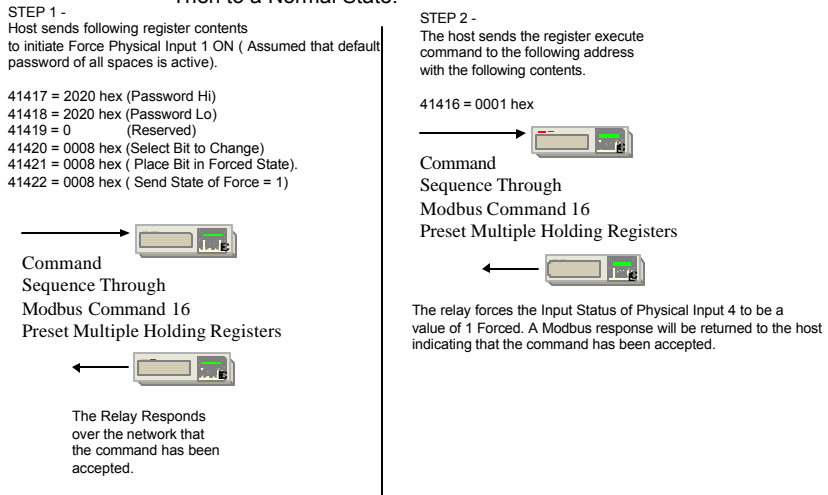 Then to a Normal State.
STEP 1 -
Host sends following register contents
to initiate Force Physical Input 1 ON ( Assumed that default
password of all spaces is active).
41417 = 2020 hex (Password Hi)
41418 = 2020 hex (Password Lo)
41419 = 0 (Reserved)
41420 = 0008 hex (Select Bit to Change)
41421 = 0008 hex ( Place Bit in Forced State).
41422 = 0008 hex ( Send State of Force = 1)
Command
Sequence Through
Modbus Command 16
Preset Multiple Holding Registers
The Relay Responds
over the network that
the command has been
accepted.
STEP 2 -
The host sends the register execute
command to the following address
with the following contents.
41416 = 0001 hex
Command
Sequence Through
Modbus Command 16
Preset Multiple Holding Registers
The relay forces the Input Status of Physical Input 4 to be a
value of 1 Forced. A Modbus response will be returned to the host
indicating that the command has been accepted.